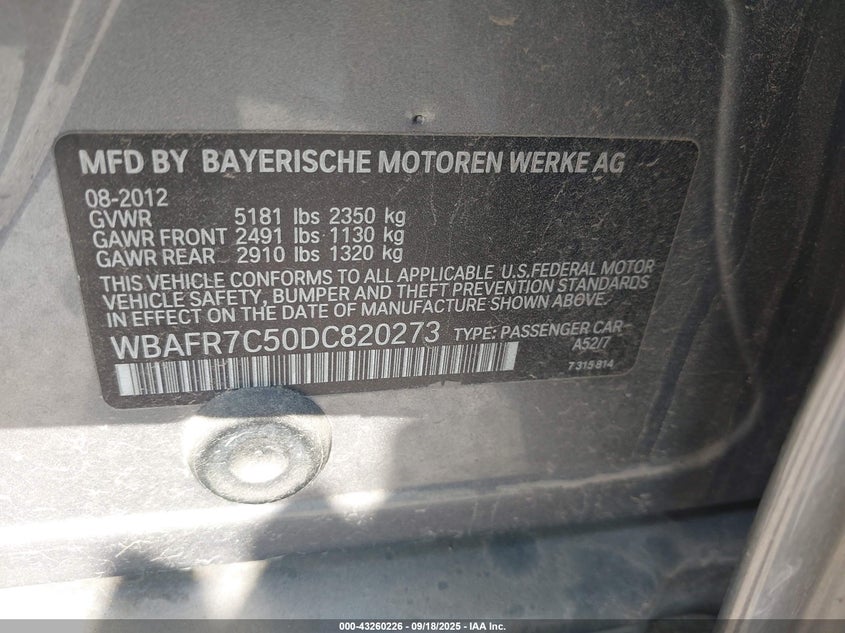 MFD BY BAYERISCHE MOTOREN WERKE AG
08-2012
GVWR 5181 lbs 2350 kg
GAWR FRONT 2491 lbs 1130 kg
GAWR REAR 2910 lbs 1320 kg
THIS VEHICLE CONFORMS TO ALL APPLICABLE U.S.FEDERAL MOTOR
VEHICLE SAFETY, BUMPER AND THEFT PREVENTION STANDARDS
IN EFFECT ON THE DATE OF MANUFACTURE SHOWN ABOVE.
WBAFR7C50DC820273 TYPE: PASSENGER CAR
A52/7
7 315 814
000-43260226 - 09/18/2025 - IAA Inc.